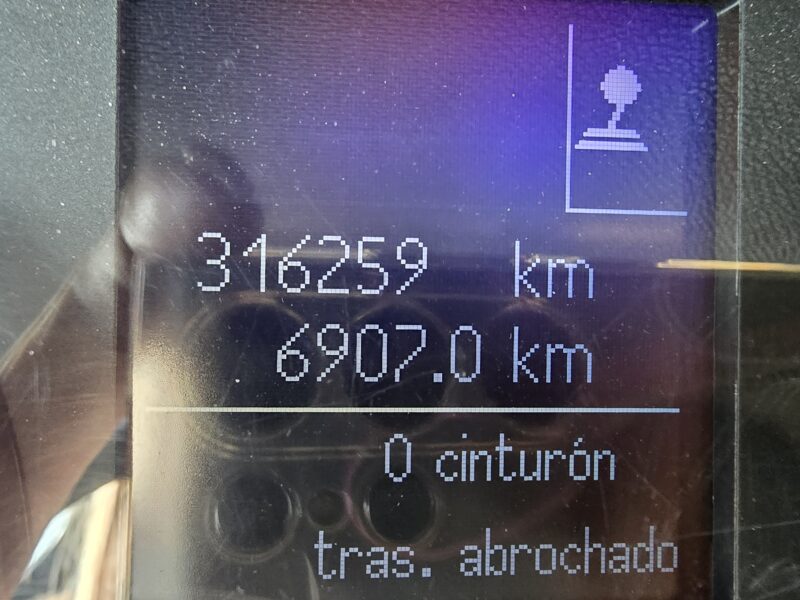 316259 km
6907.0 km
0 cinturón
tras. abrochado